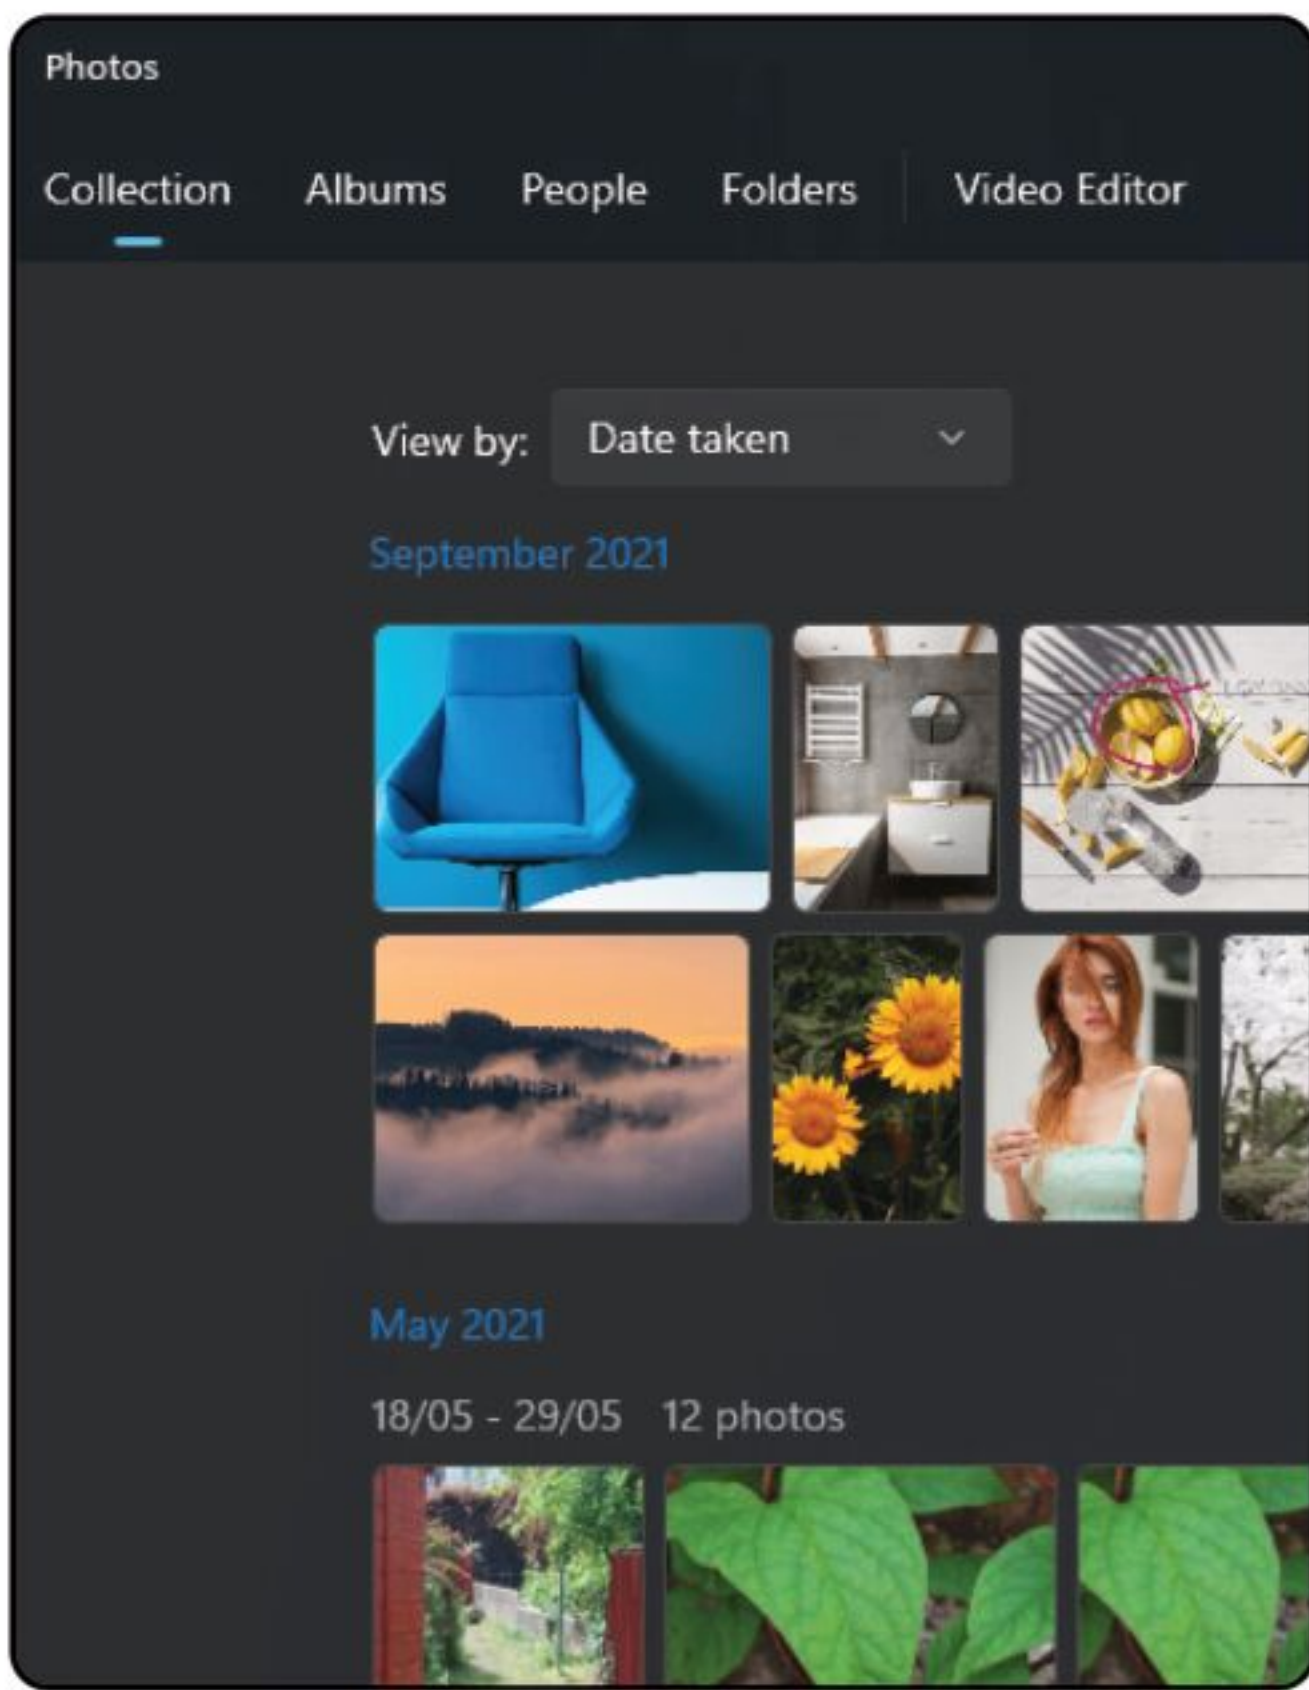 Photos
Collection Albums People Folders Video Editor
View by: Date taken
September 2021
May 2021
18/05 - 29/05 12 photos